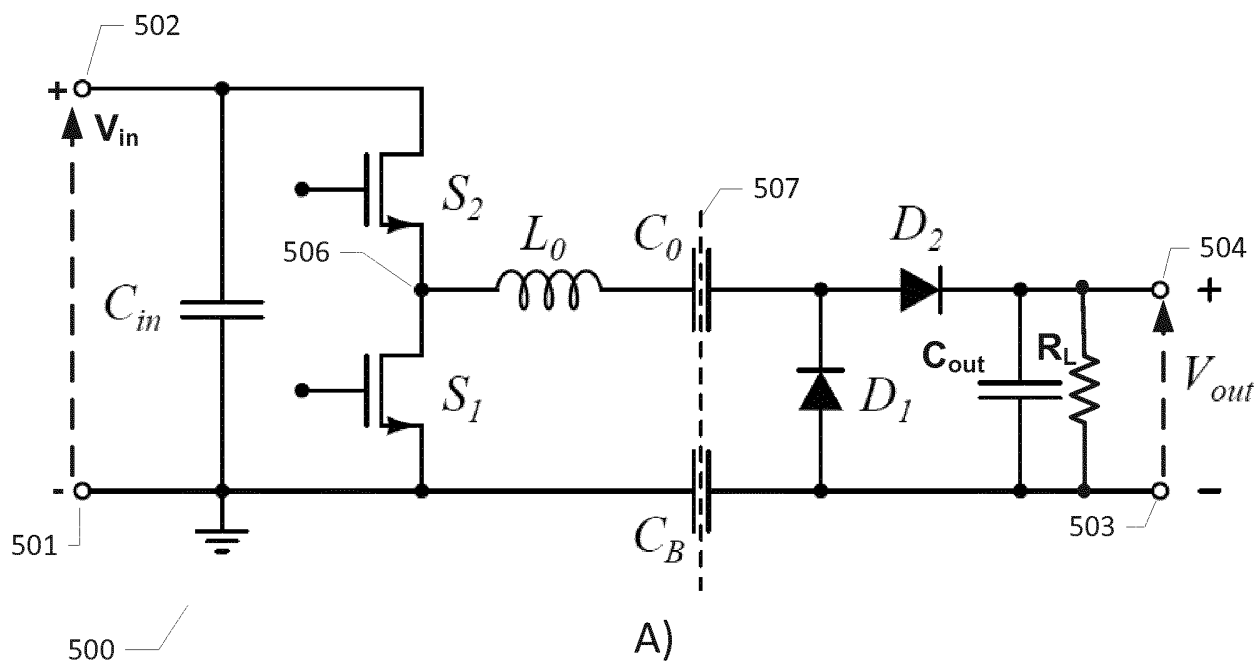 502
+
V_in
507
S_2
L_0
C_0
D_2
504
506
+
C_in
C_out
R_L
V_out
S_1
D_1
-
–
501
C_B
503
500
A)